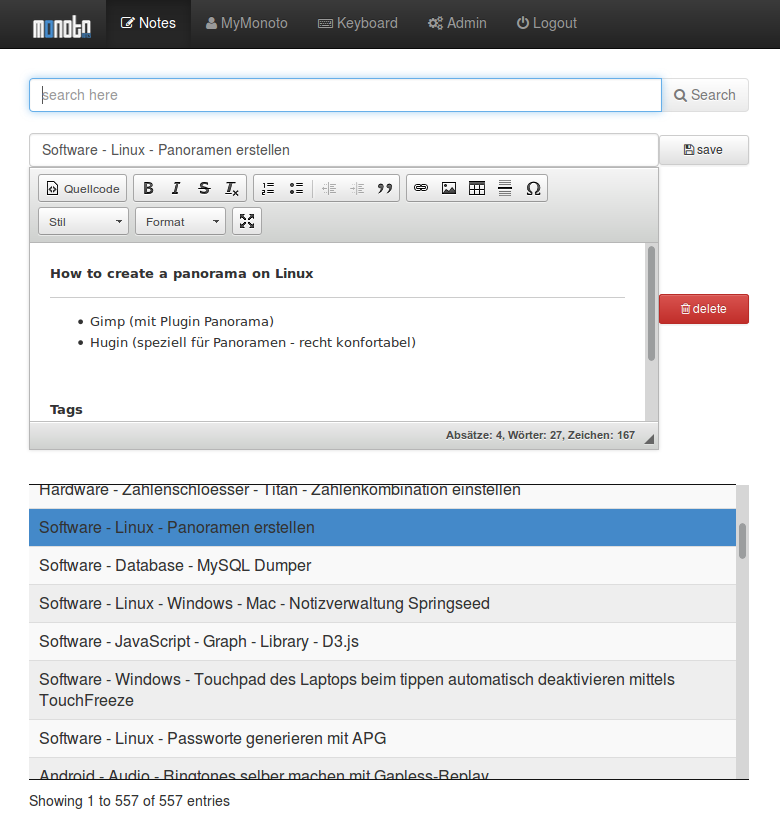 monoto
Notes
MyMonoto
Keyboard
Admin
Logout
search here
Search
Software - Linux - Panoramen erstellen
save
Quellcode
Stil
Format
How to create a panorama on Linux
Gimp (mit Plugin Panorama)
delete
Hugin (speziell für Panoramen - recht konfortabel)
Tags
Absätze: 4, Wörter: 27, Zeichen: 167
Hardware - Zahlenschloesser - Titan - Zahlenkombination einstellen
Software - Linux - Panoramen erstellen
Software - Database - MySQL Dumper
Software - Linux - Windows - Mac - Notizverwaltung Springseed
Software - JavaScript - Graph - Library - D3.js
Software - Windows - Touchpad des Laptops beim tippen automatisch deaktivieren mittels
TouchFreeze
Software - Linux - Passworte generieren mit APG
Android - Audio - Ringtones selber machen mit Gapless-Replay
Showing 1 to 557 of 557 entries